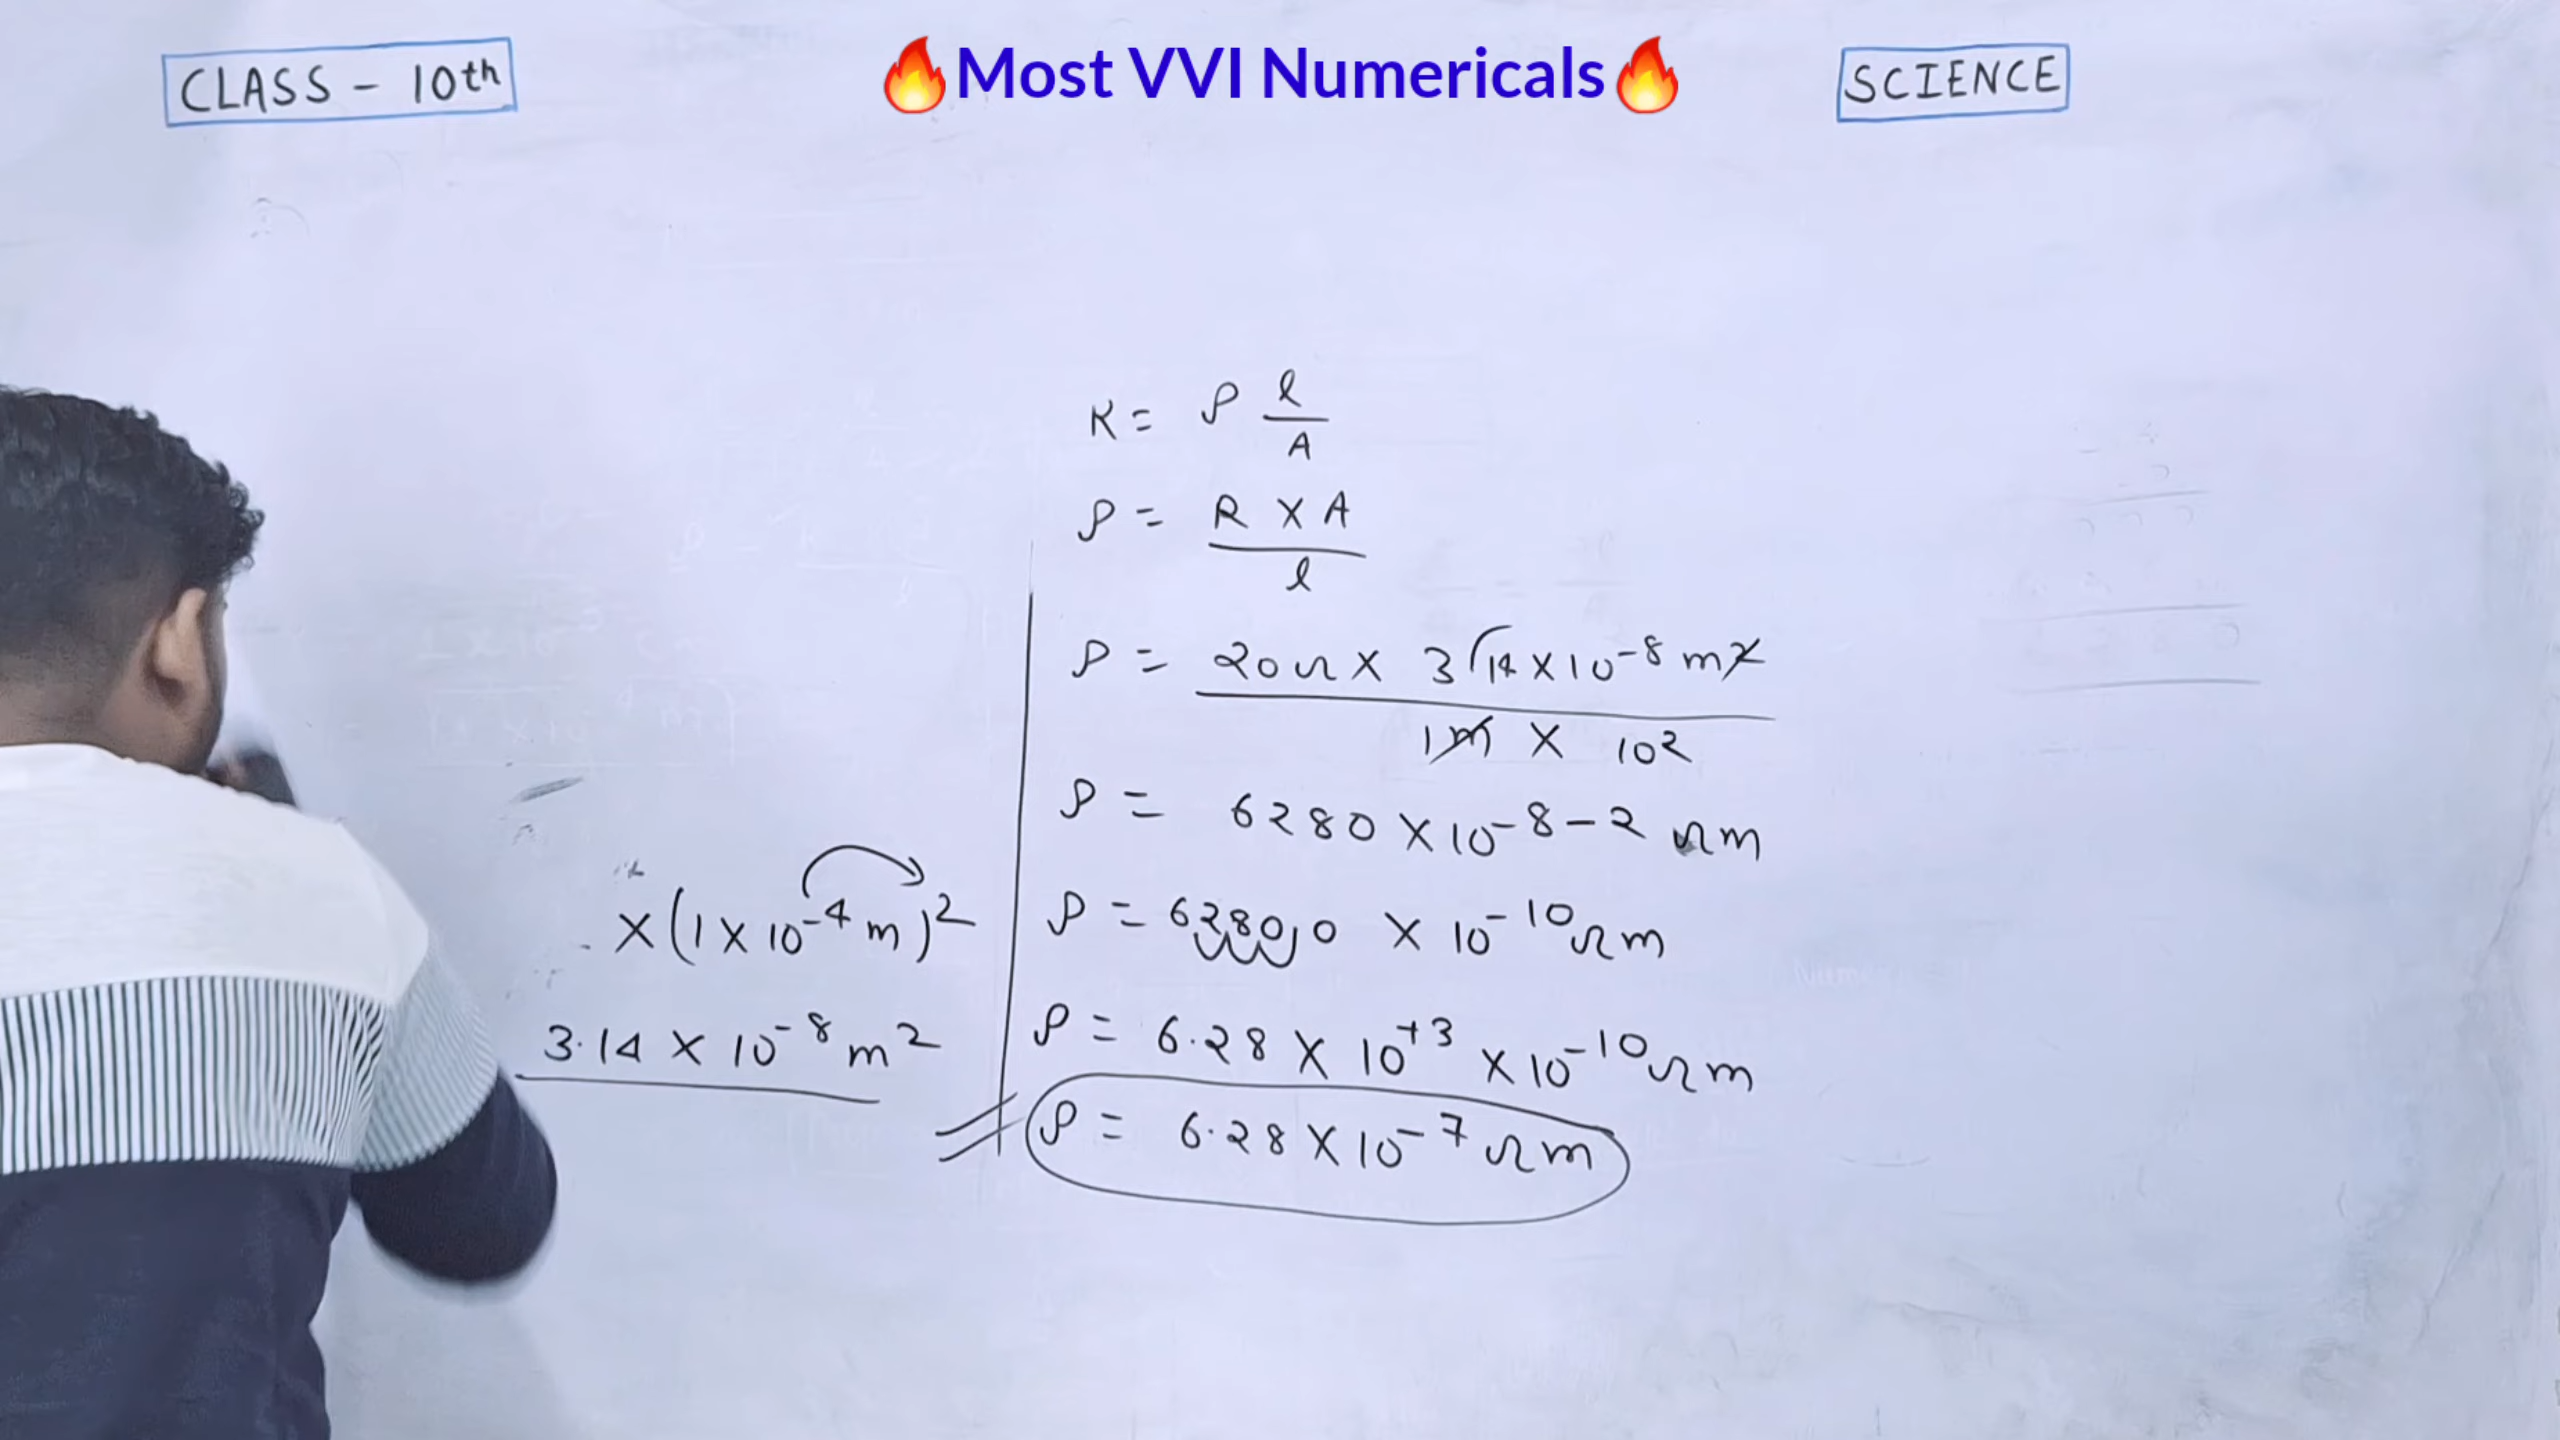 CLASS - 10th
🔥Most VVI Numericals🔥
SCIENCE
R = ρ l/A
ρ = R X A / l
ρ = 20 Ω X 3 14 X 10⁻⁸ m² / 1m X 10²
ρ = 6280 X 10⁻⁸⁻² Ωm
ρ = 6280,0 X 10⁻¹⁰ Ωm
ρ = 6.28 X 10⁺³ X 10⁻¹⁰ Ωm
ρ = 6.28 X 10⁻⁷ Ωm
X (1 X 10⁻⁴ m)²
3.14 X 10⁻⁸ m²